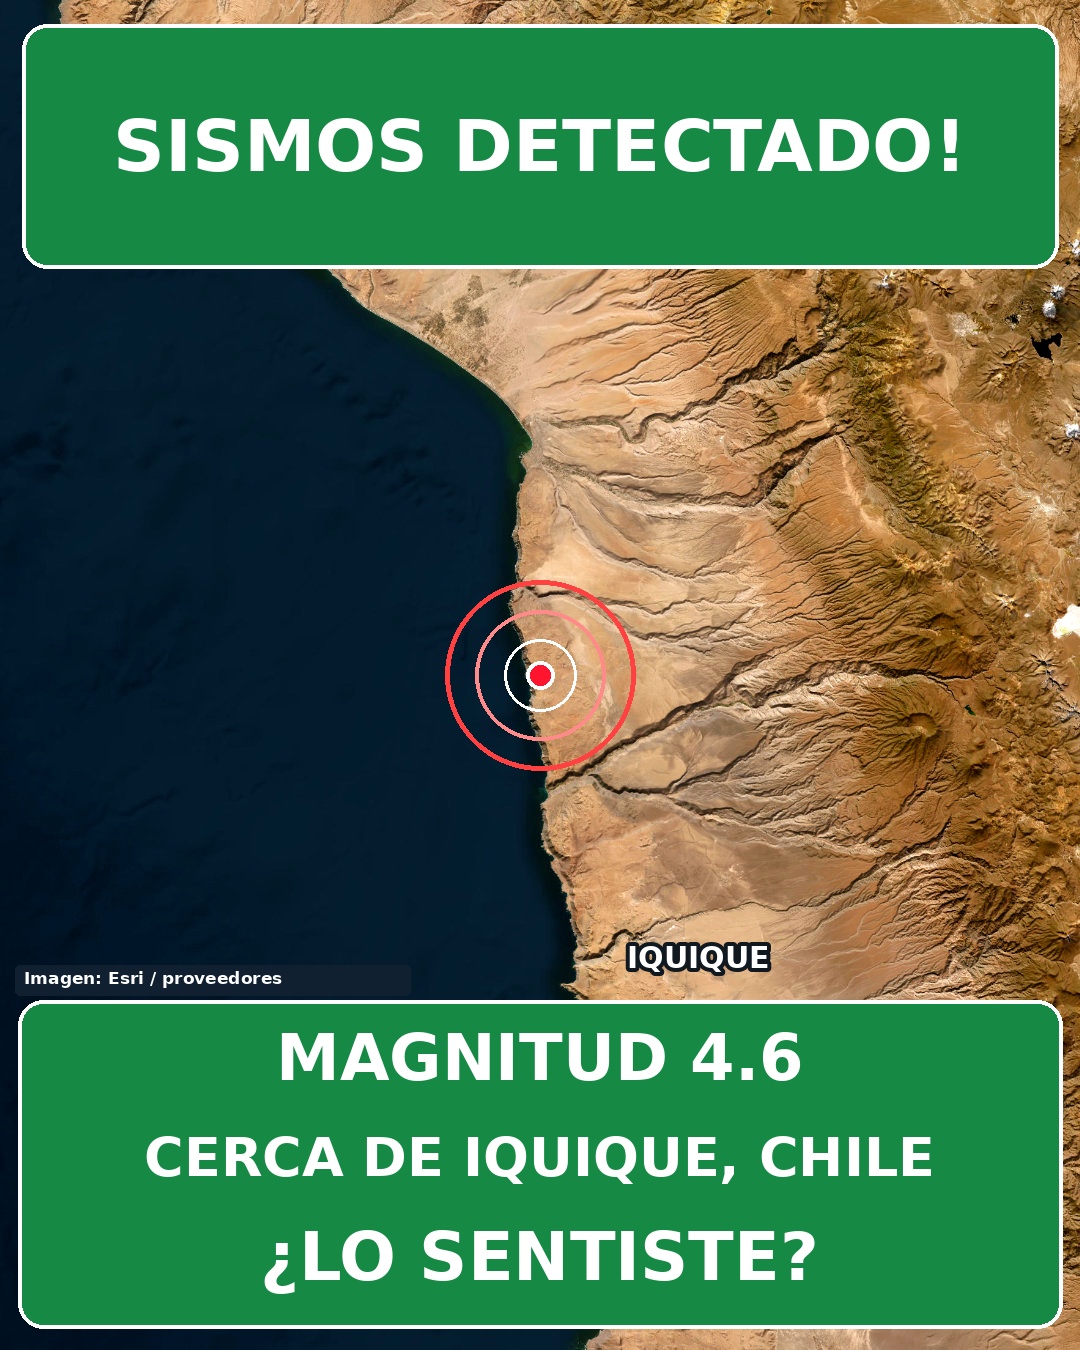 SISMOS DETECTADO!
IQUIQUE
Imagen: Esri / proveedores
MAGNITUD 4.6
CERCA DE IQUIQUE, CHILE
¿LO SENTISTE?